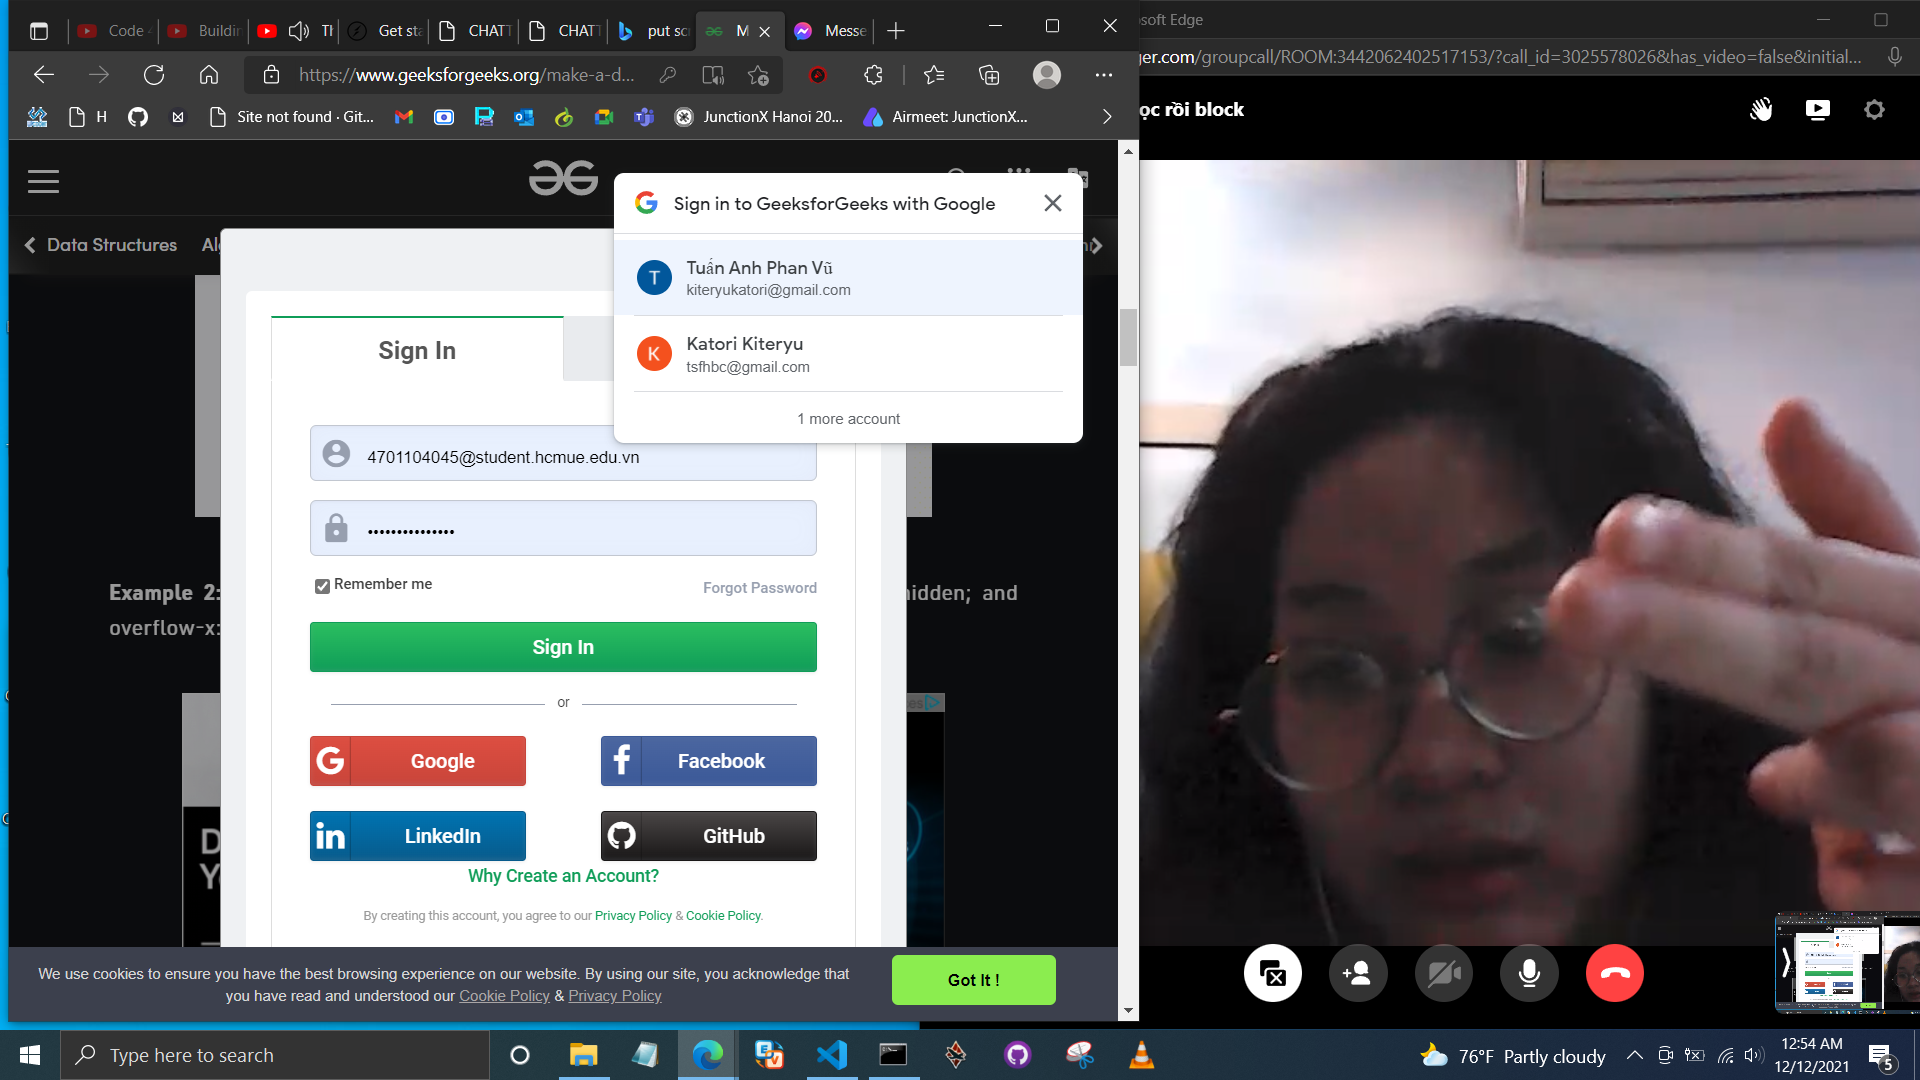 Code
Buildin
Th
Get sta
CHATT
CHAT
put sc
M
Messe
https://www.geeksforgeeks.org/make-a-d...
H
Site not found · Git...
JunctionX Hanoi 20...
Airmeet: JunctionX...
Data Structures
Sign in to GeeksforGeeks with Google
T
Tuấn Anh Phan Vũ
kiteryukatori@gmail.com
K
Katori Kiteryu
tsfhbc@gmail.com
1 more account
Sign In
4701104045@student.hcmue.edu.vn
Remember me
Forgot Password
Sign In
or
Google
Facebook
LinkedIn
GitHub
Why Create an Account?
By creating this account, you agree to our Privacy Policy & Cookie Policy.
Example 2:
idden; and
overflow-x:
We use cookies to ensure you have the best browsing experience on our website. By using our site, you acknowledge that
you have read and understood our Cookie Policy & Privacy Policy
Got It !
osoft Edge
ger.com/groupcall/ROOM:3442062402517153/?call_id=3025578026&has_video=false&initial...
ọc rồi block
Type here to search
76°F Partly cloudy
12:54 AM
12/12/2021
5